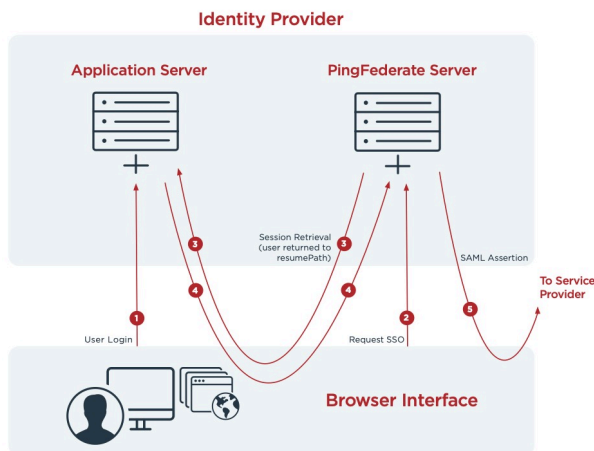 Identity Provider
Application Server
PingFederate Server
Session Retrieval
(user returned to
resumePath)
SAML Assertion
3
3
4
4
To Service
Provider
1
2
5
User Login
Request SSO
Browser Interface